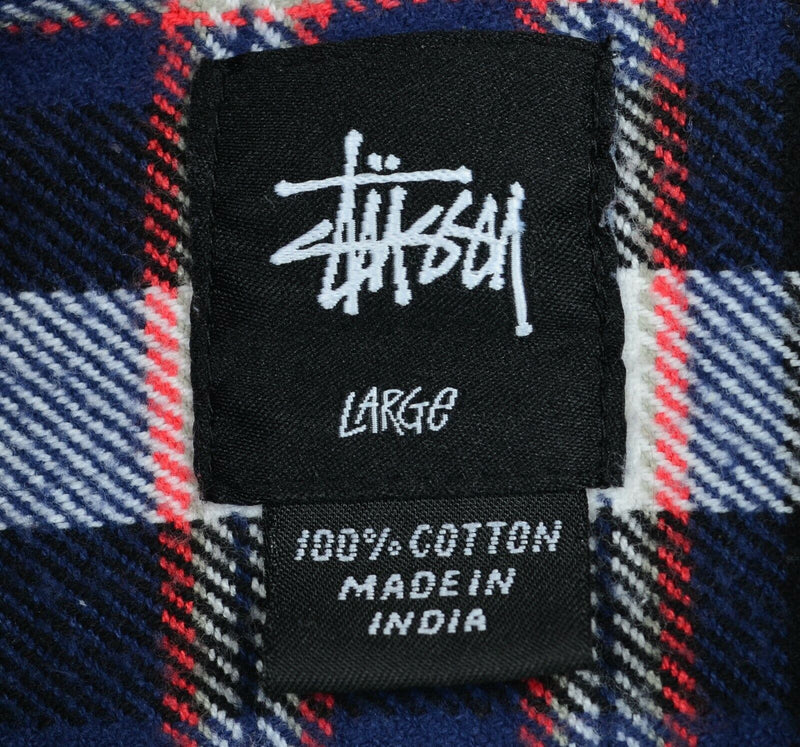 Stüssy
LARGE
100% COTTON
MADE IN
INDIA